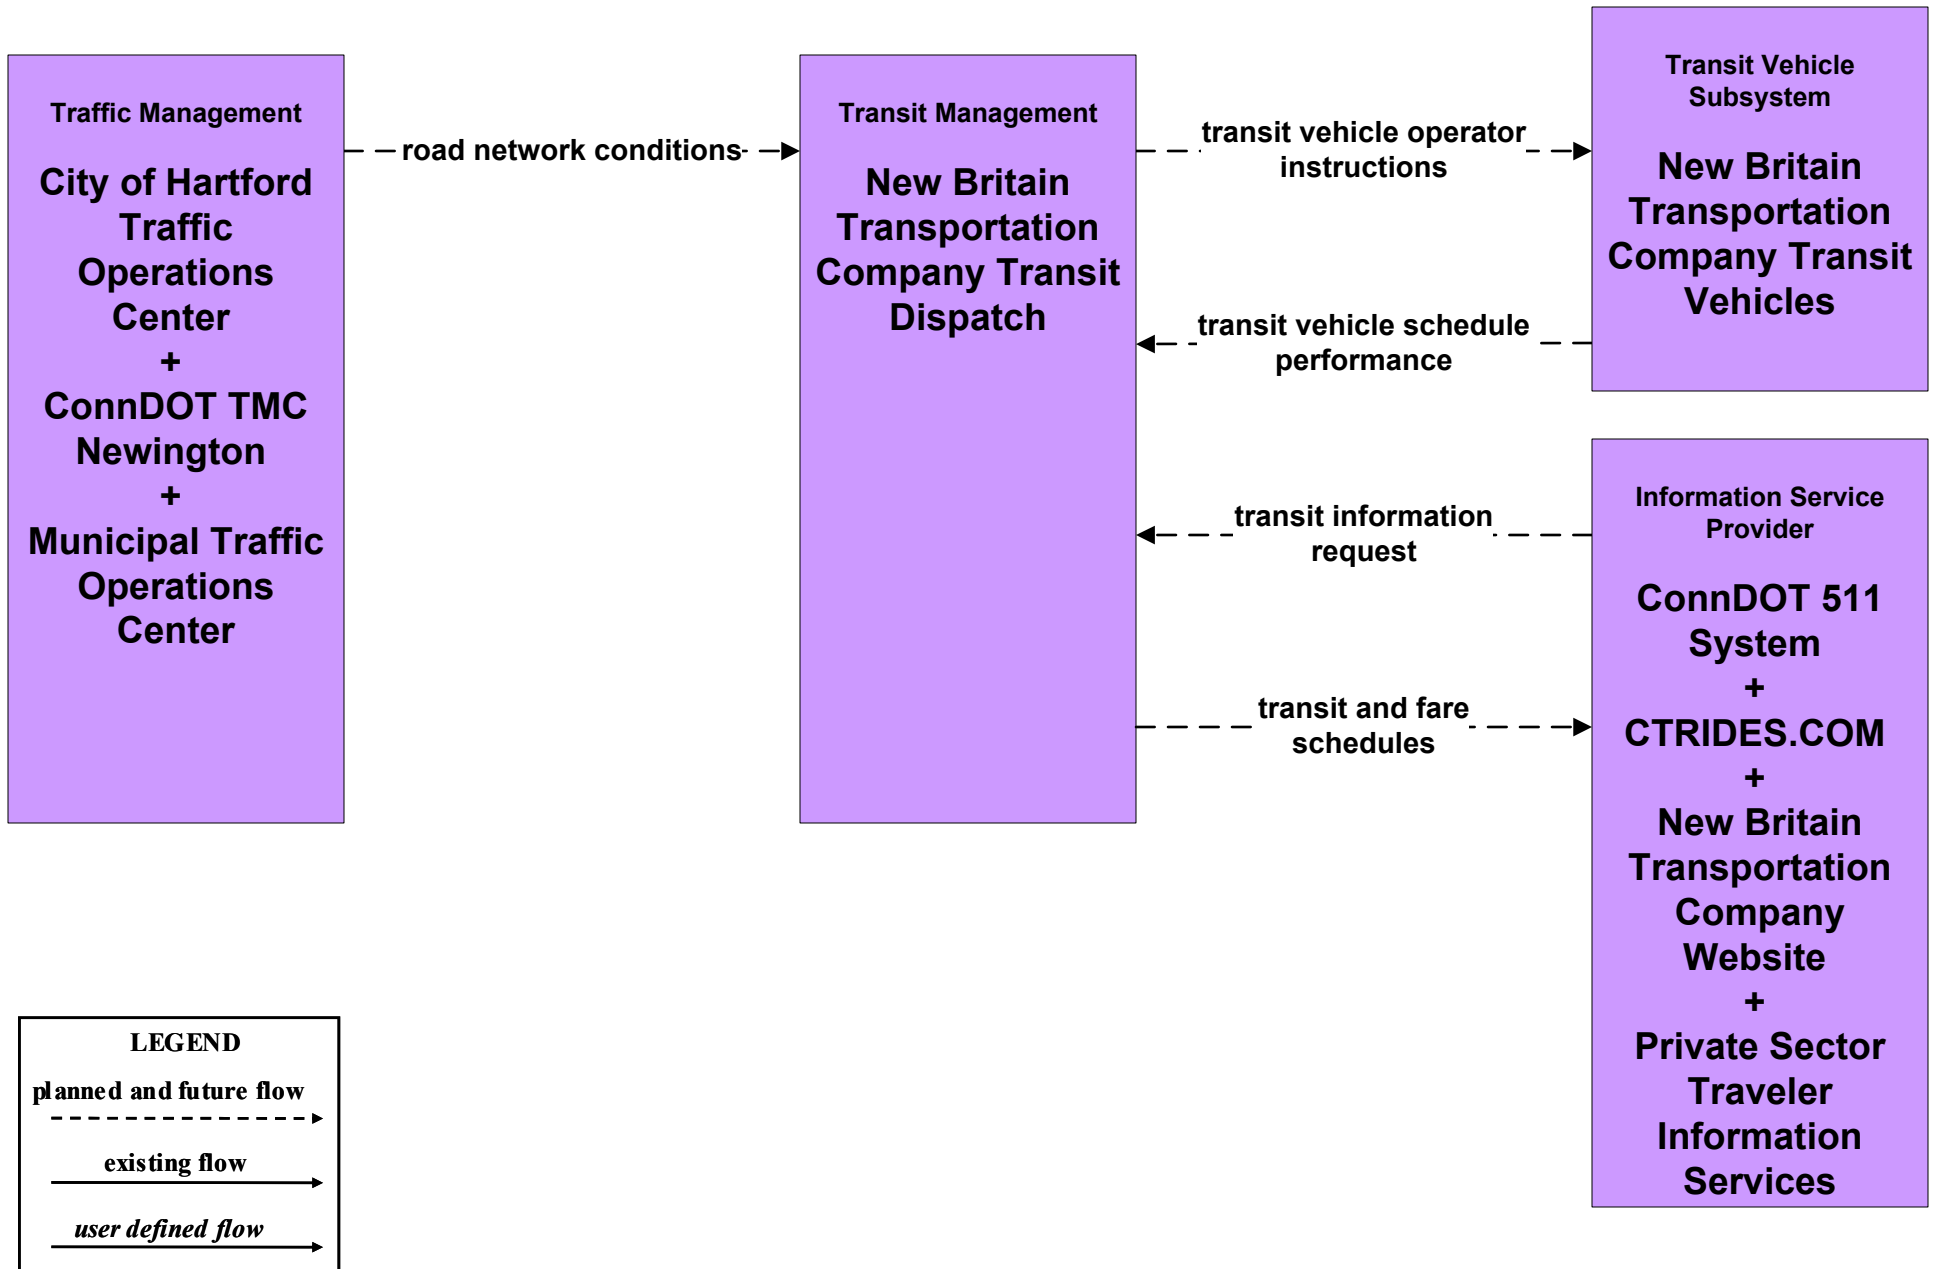 Traffic Management
City of Hartford
Traffic
Operations
Center
+
ConnDOT TMC
Newington
+
Municipal Traffic
Operations
Center
road network conditions
Transit Management
New Britain
Transportation
Company Transit
Dispatch
transit vehicle operator
instructions
transit vehicle schedule
performance
transit information
request
transit and fare
schedules
Transit Vehicle
Subsystem
New Britain
Transportation
Company Transit
Vehicles
Information Service
Provider
ConnDOT 511
System
+
CTRIDES.COM
+
New Britain
Transportation
Company
Website
+
Private Sector
Traveler
Information
Services
LEGEND
planned and future flow
existing flow
user defined flow